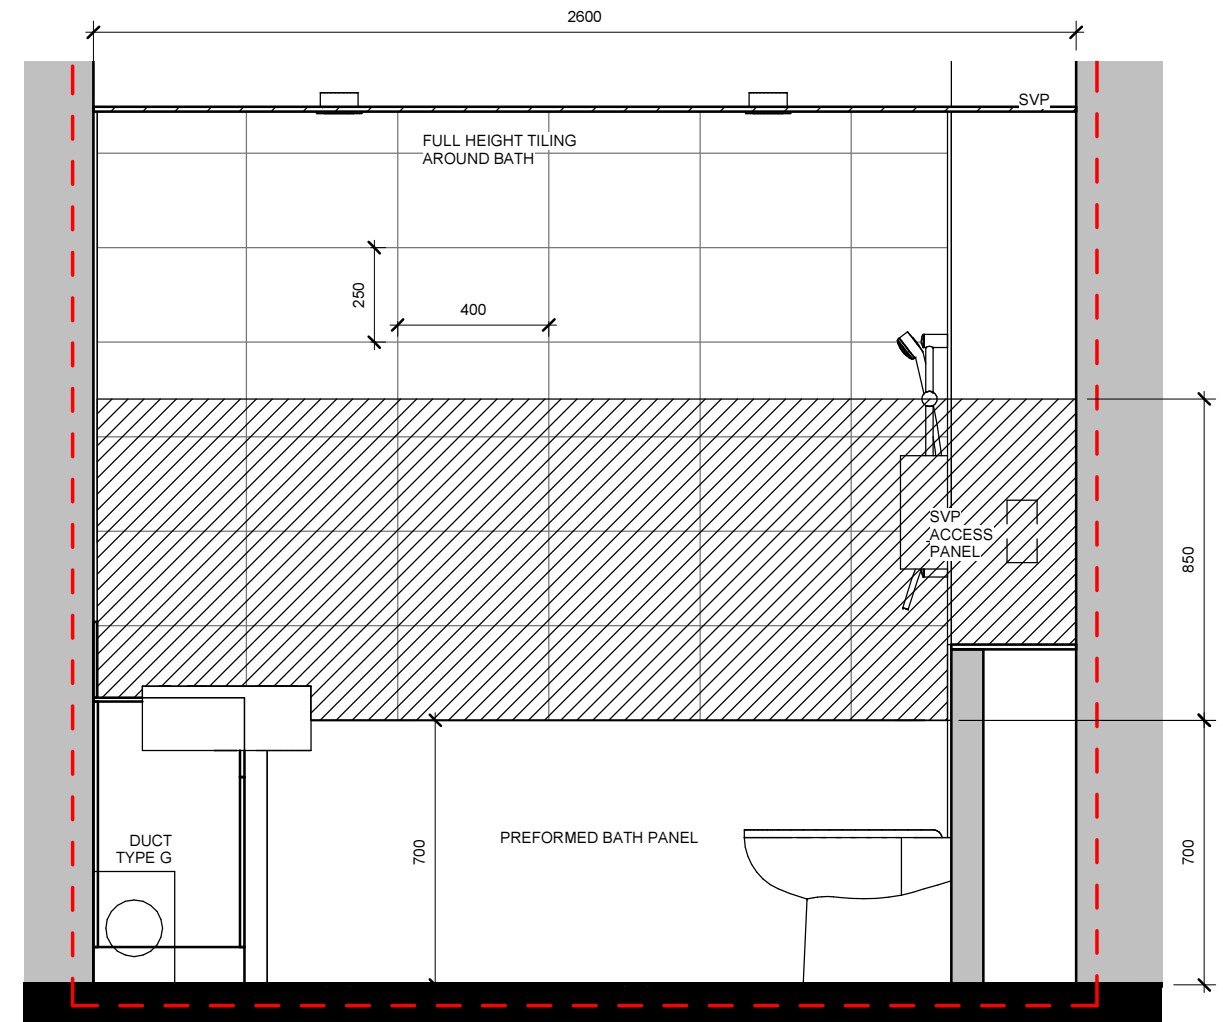 2600
SVP
FULL HEIGHT TILING
AROUND BATH
250
400
SVP
ACCESS
PANEL
850
DUCT
TYPE G
700
PREFORMED BATH PANEL
700